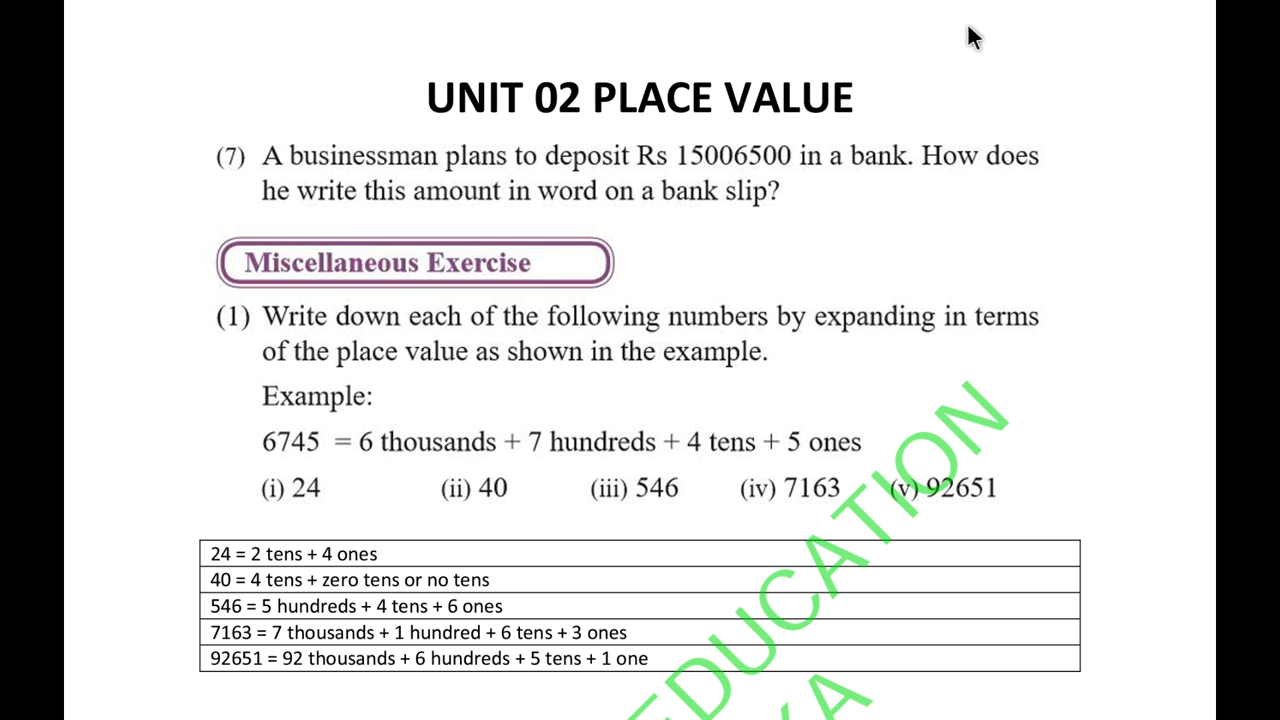 UNIT 02 PLACE VALUE
(7) A businessman plans to deposit Rs 15006500 in a bank. How does
he write this amount in word on a bank slip?
Miscellaneous Exercise
(1) Write down each of the following numbers by expanding in terms
of the place value as shown in the example.
Example:
6745 = 6 thousands + 7 hundreds + 4 tens + 5 ones
(i) 24 (ii) 40 (iii) 546 (iv) 7163 (v) 92651
24 = 2 tens + 4 ones
40 = 4 tens + zero tens or no tens
546 = 5 hundreds + 4 tens + 6 ones
7163 = 7 thousands + 1 hundred + 6 tens + 3 ones
92651 = 92 thousands + 6 hundreds + 5 tens + 1 one
EDUCATION